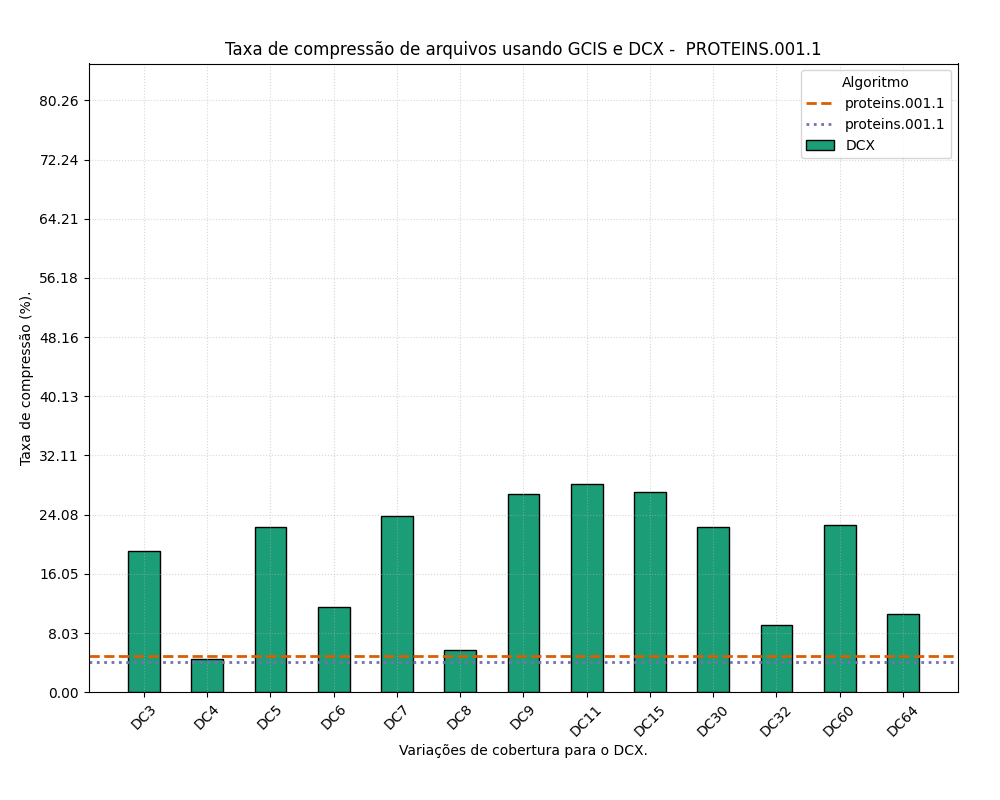 Taxa de compressão de arquivos usando GCIS e DCX - PROTEINS.001.1
Algoritmo
proteins.001.1
proteins.001.1
DCX
Taxa de compressão (%).
80.26
72.24
64.21
56.18
48.16
40.13
32.11
24.08
16.05
8.03
0.00
DC3
DC4
DC5
DC6
DC7
DC8
DC9
DC11
DC15
DC30
DC32
DC60
DC64
Variações de cobertura para o DCX.